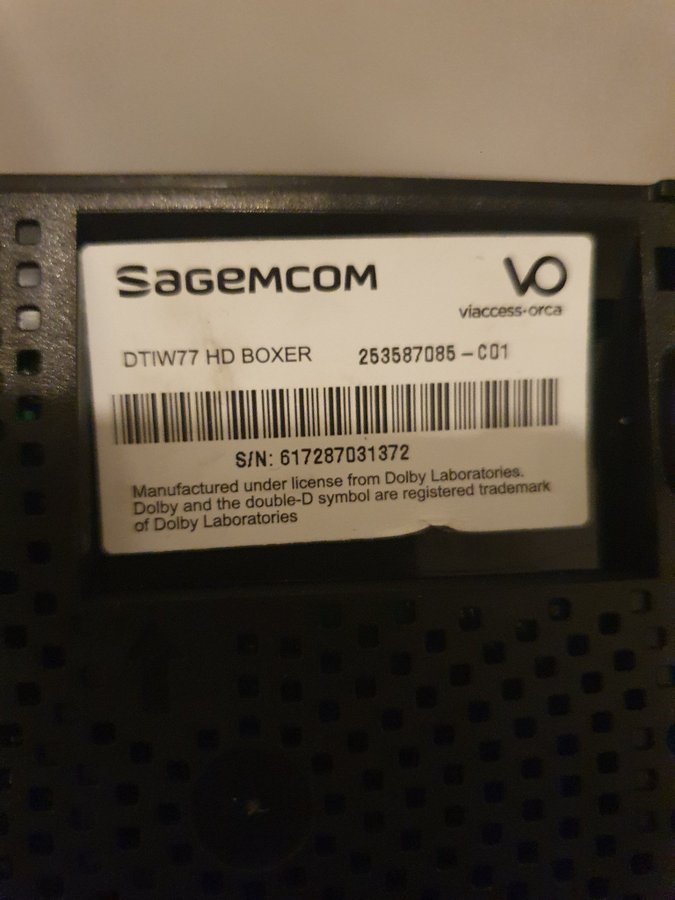 SAGEMCOM
VO
viaccess-orca
DTIW77 HD BOXER 253587085-C01
S/N: 617287031372
Manufactured under license from Dolby Laboratories.
Dolby and the double-D symbol are registered trademark
of Dolby Laboratories